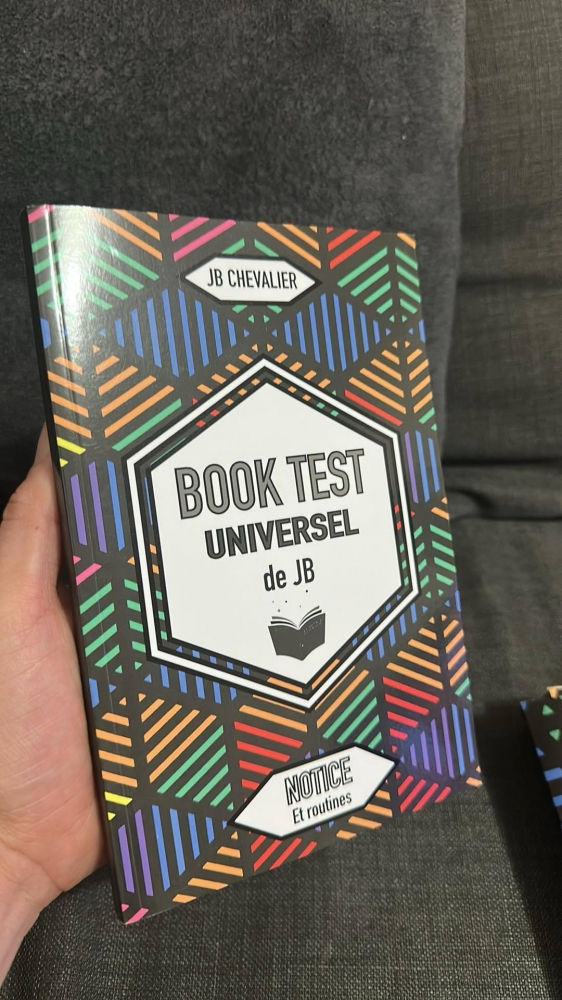 JB CHEVALIER
BOOK TEST
UNIVERSEL
de JB
NOTICE
Et routines